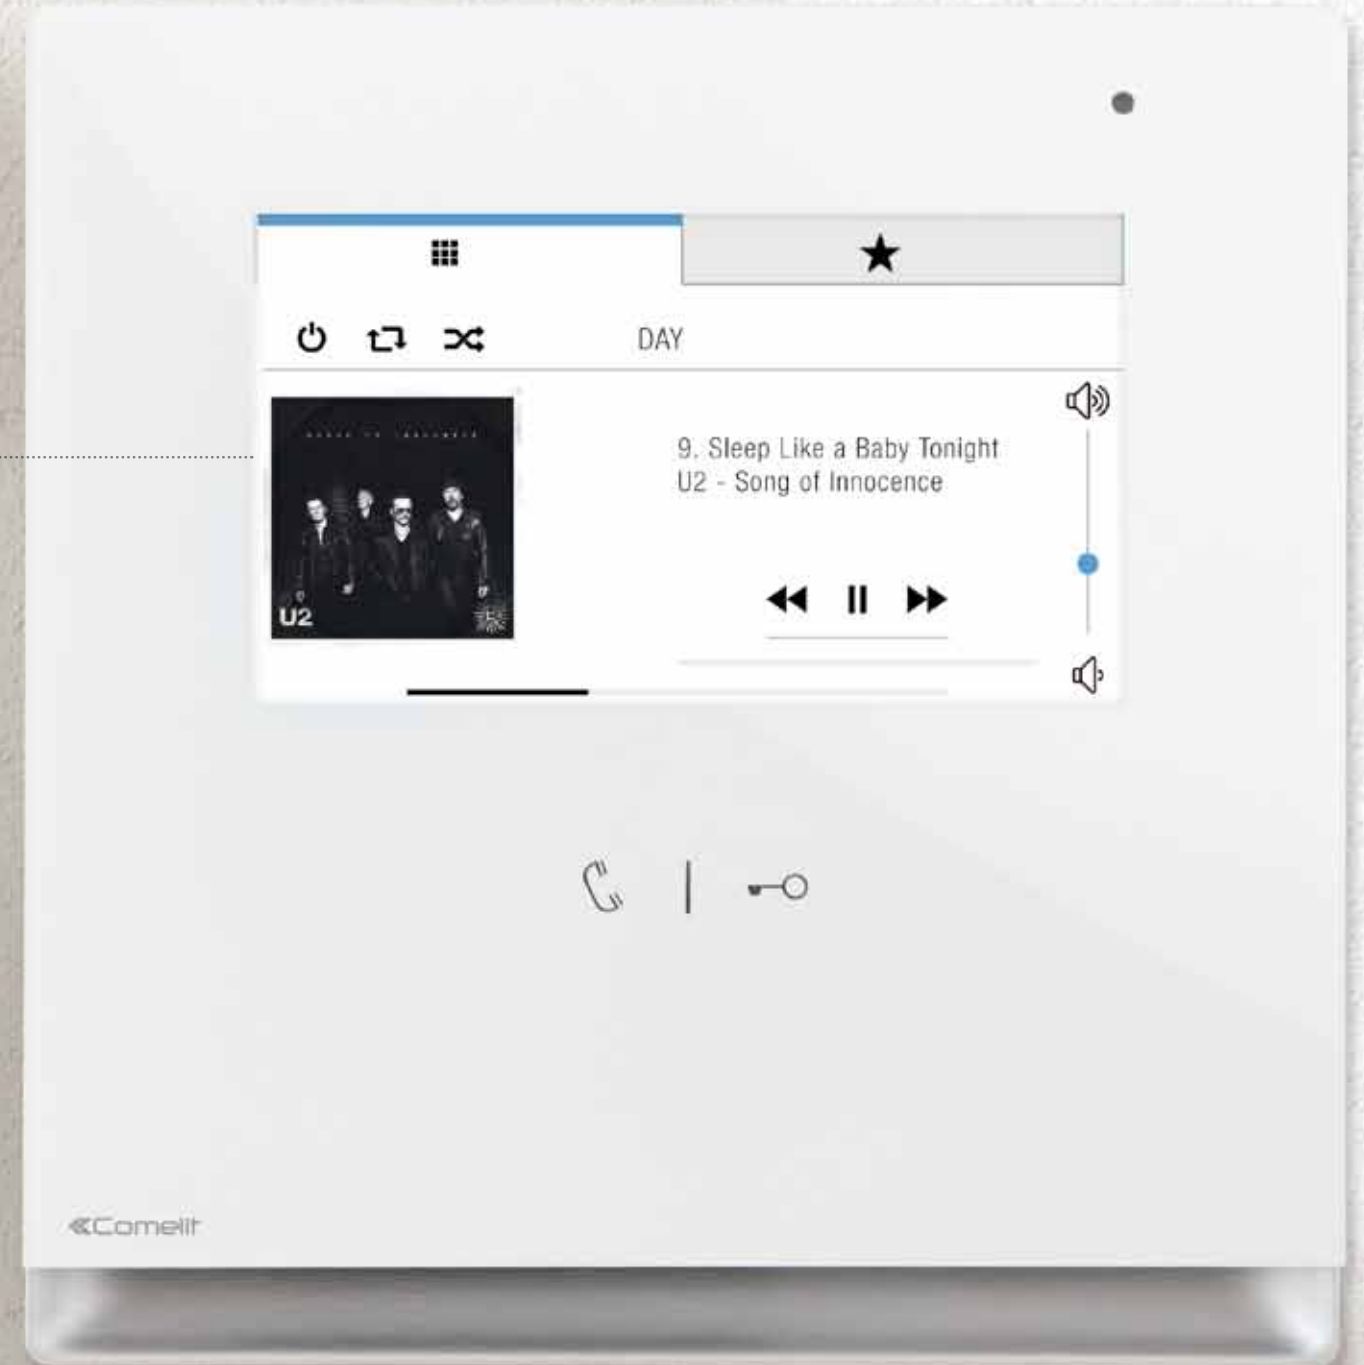 DAY
9. Sleep Like a Baby Tonight
U2 - Song of Innocence
U2
Comelit